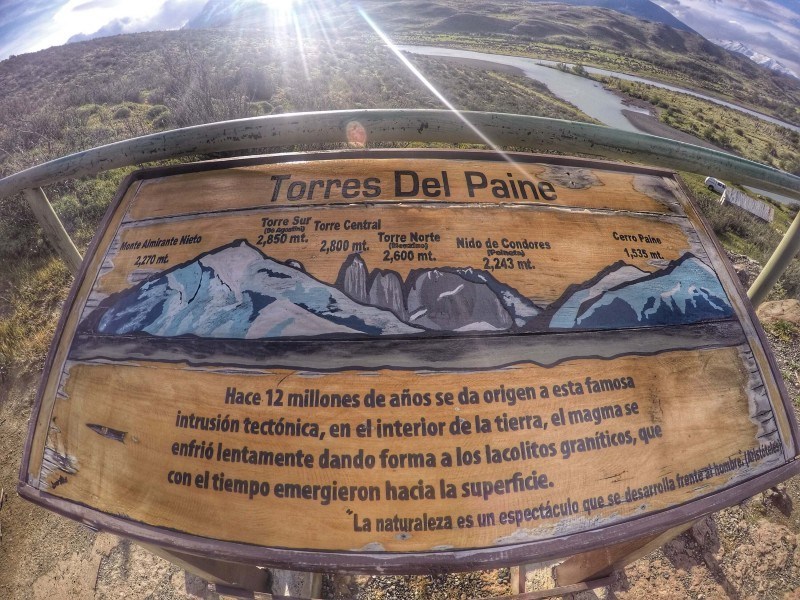 Torres Del Paine
Monte Almirante Nieto
2,270 mt.
Torre Sur
(De Agostini)
2,850 mt.
Torre Central
2,800 mt.
Torre Norte
2,600 mt.
Nido de Condores
2,243 mt.
Cerro Paine
1,535 mt.
Hace 12 millones de años se da origen a esta famosa
intrusión tectónica, en el interior de la tierra, el magma se
enfrió lentamente dando forma a los lacolitos graníticos, que
con el tiempo emergieron hacia la superficie.
"La naturaleza es un espectáculo que se desarrolla frente al hombre. (Aristóteles)